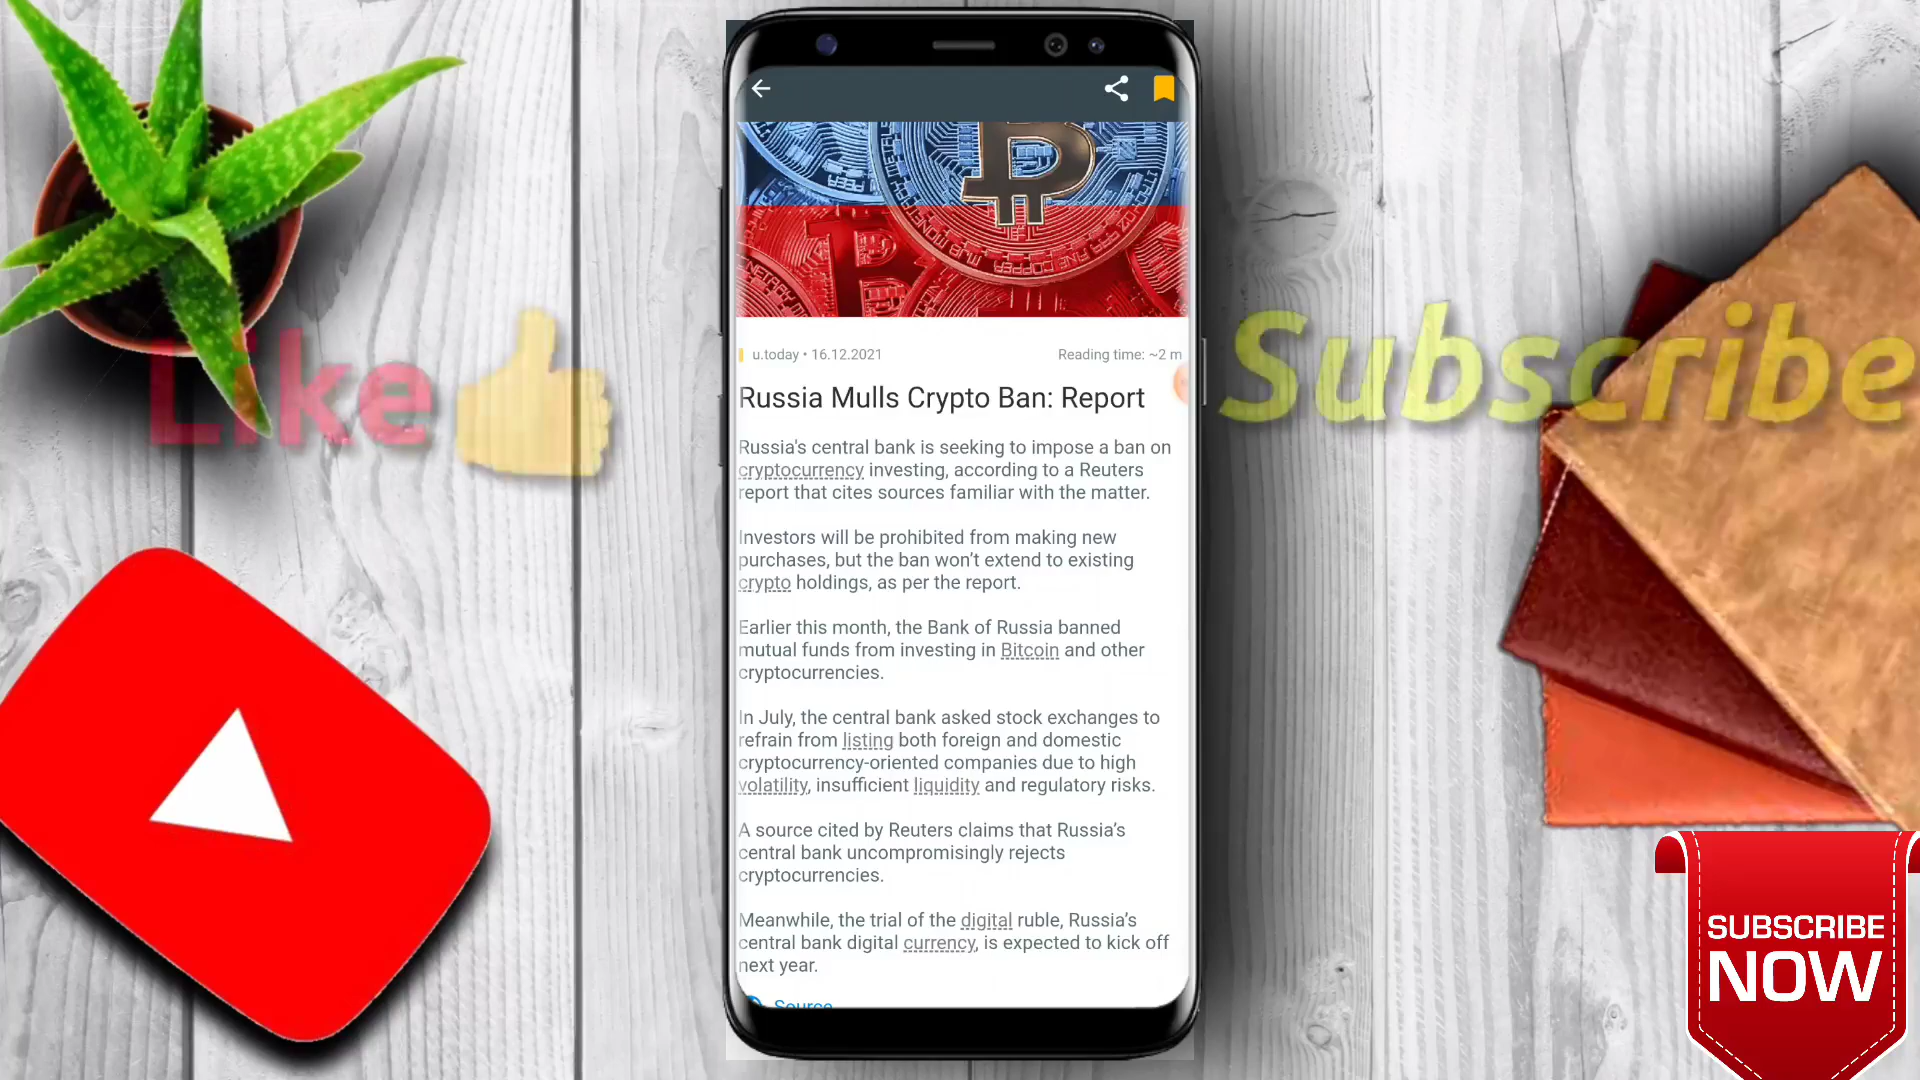 u.today • 16.12.2021
Reading time: ~2 m
Russia Mulls Crypto Ban: Report
Russia's central bank is seeking to impose a ban on
cryptocurrency investing, according to a Reuters
report that cites sources familiar with the matter.
Investors will be prohibited from making new
purchases, but the ban won’t extend to existing
crypto holdings, as per the report.
Earlier this month, the Bank of Russia banned
mutual funds from investing in Bitcoin and other
cryptocurrencies.
In July, the central bank asked stock exchanges to
refrain from listing both foreign and domestic
cryptocurrency-oriented companies due to high
volatility, insufficient liquidity and regulatory risks.
A source cited by Reuters claims that Russia’s
central bank uncompromisingly rejects
cryptocurrencies.
Meanwhile, the trial of the digital ruble, Russia’s
central bank digital currency, is expected to kick off
next year.
Source
Like
Subscribe
SUBSCRIBE
NOW